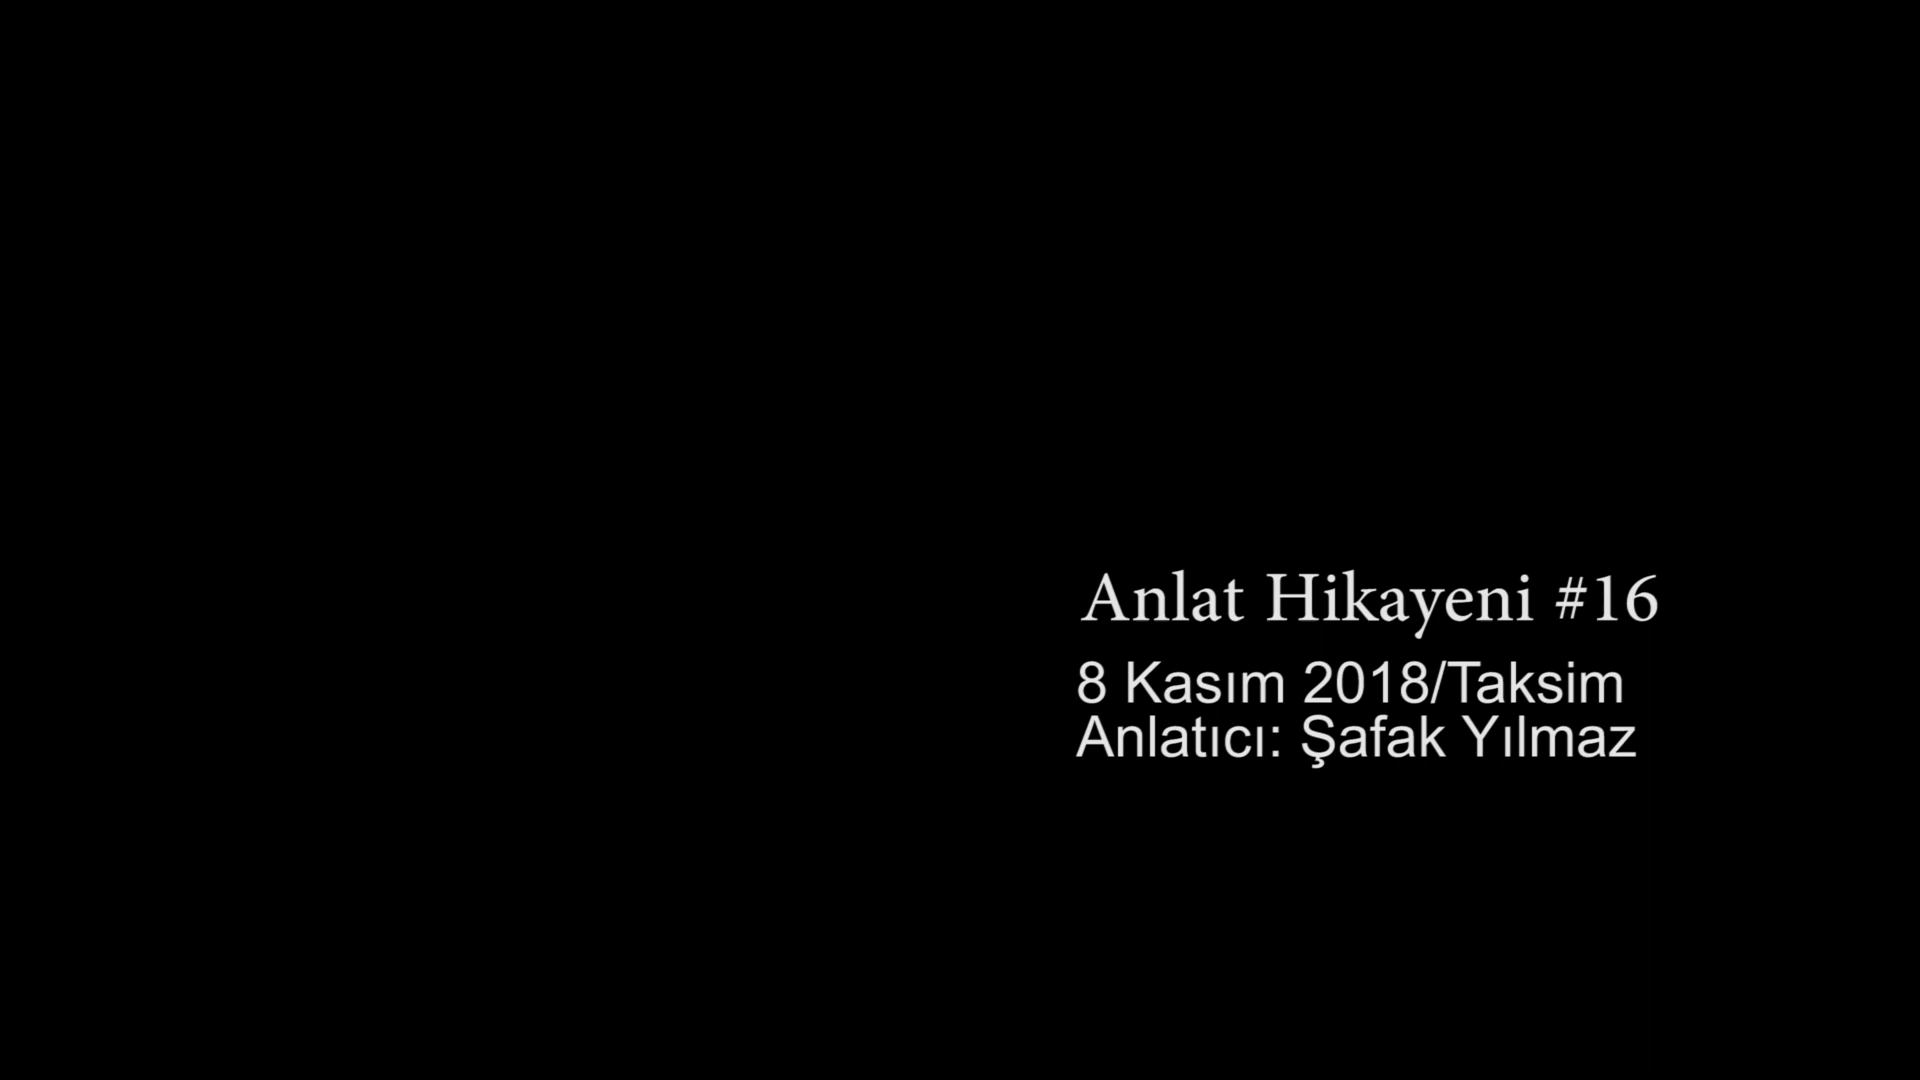 Anlat Hikayeni #16
8 Kasım 2018/Taksim
Anlatıcı: Şafak Yılmaz